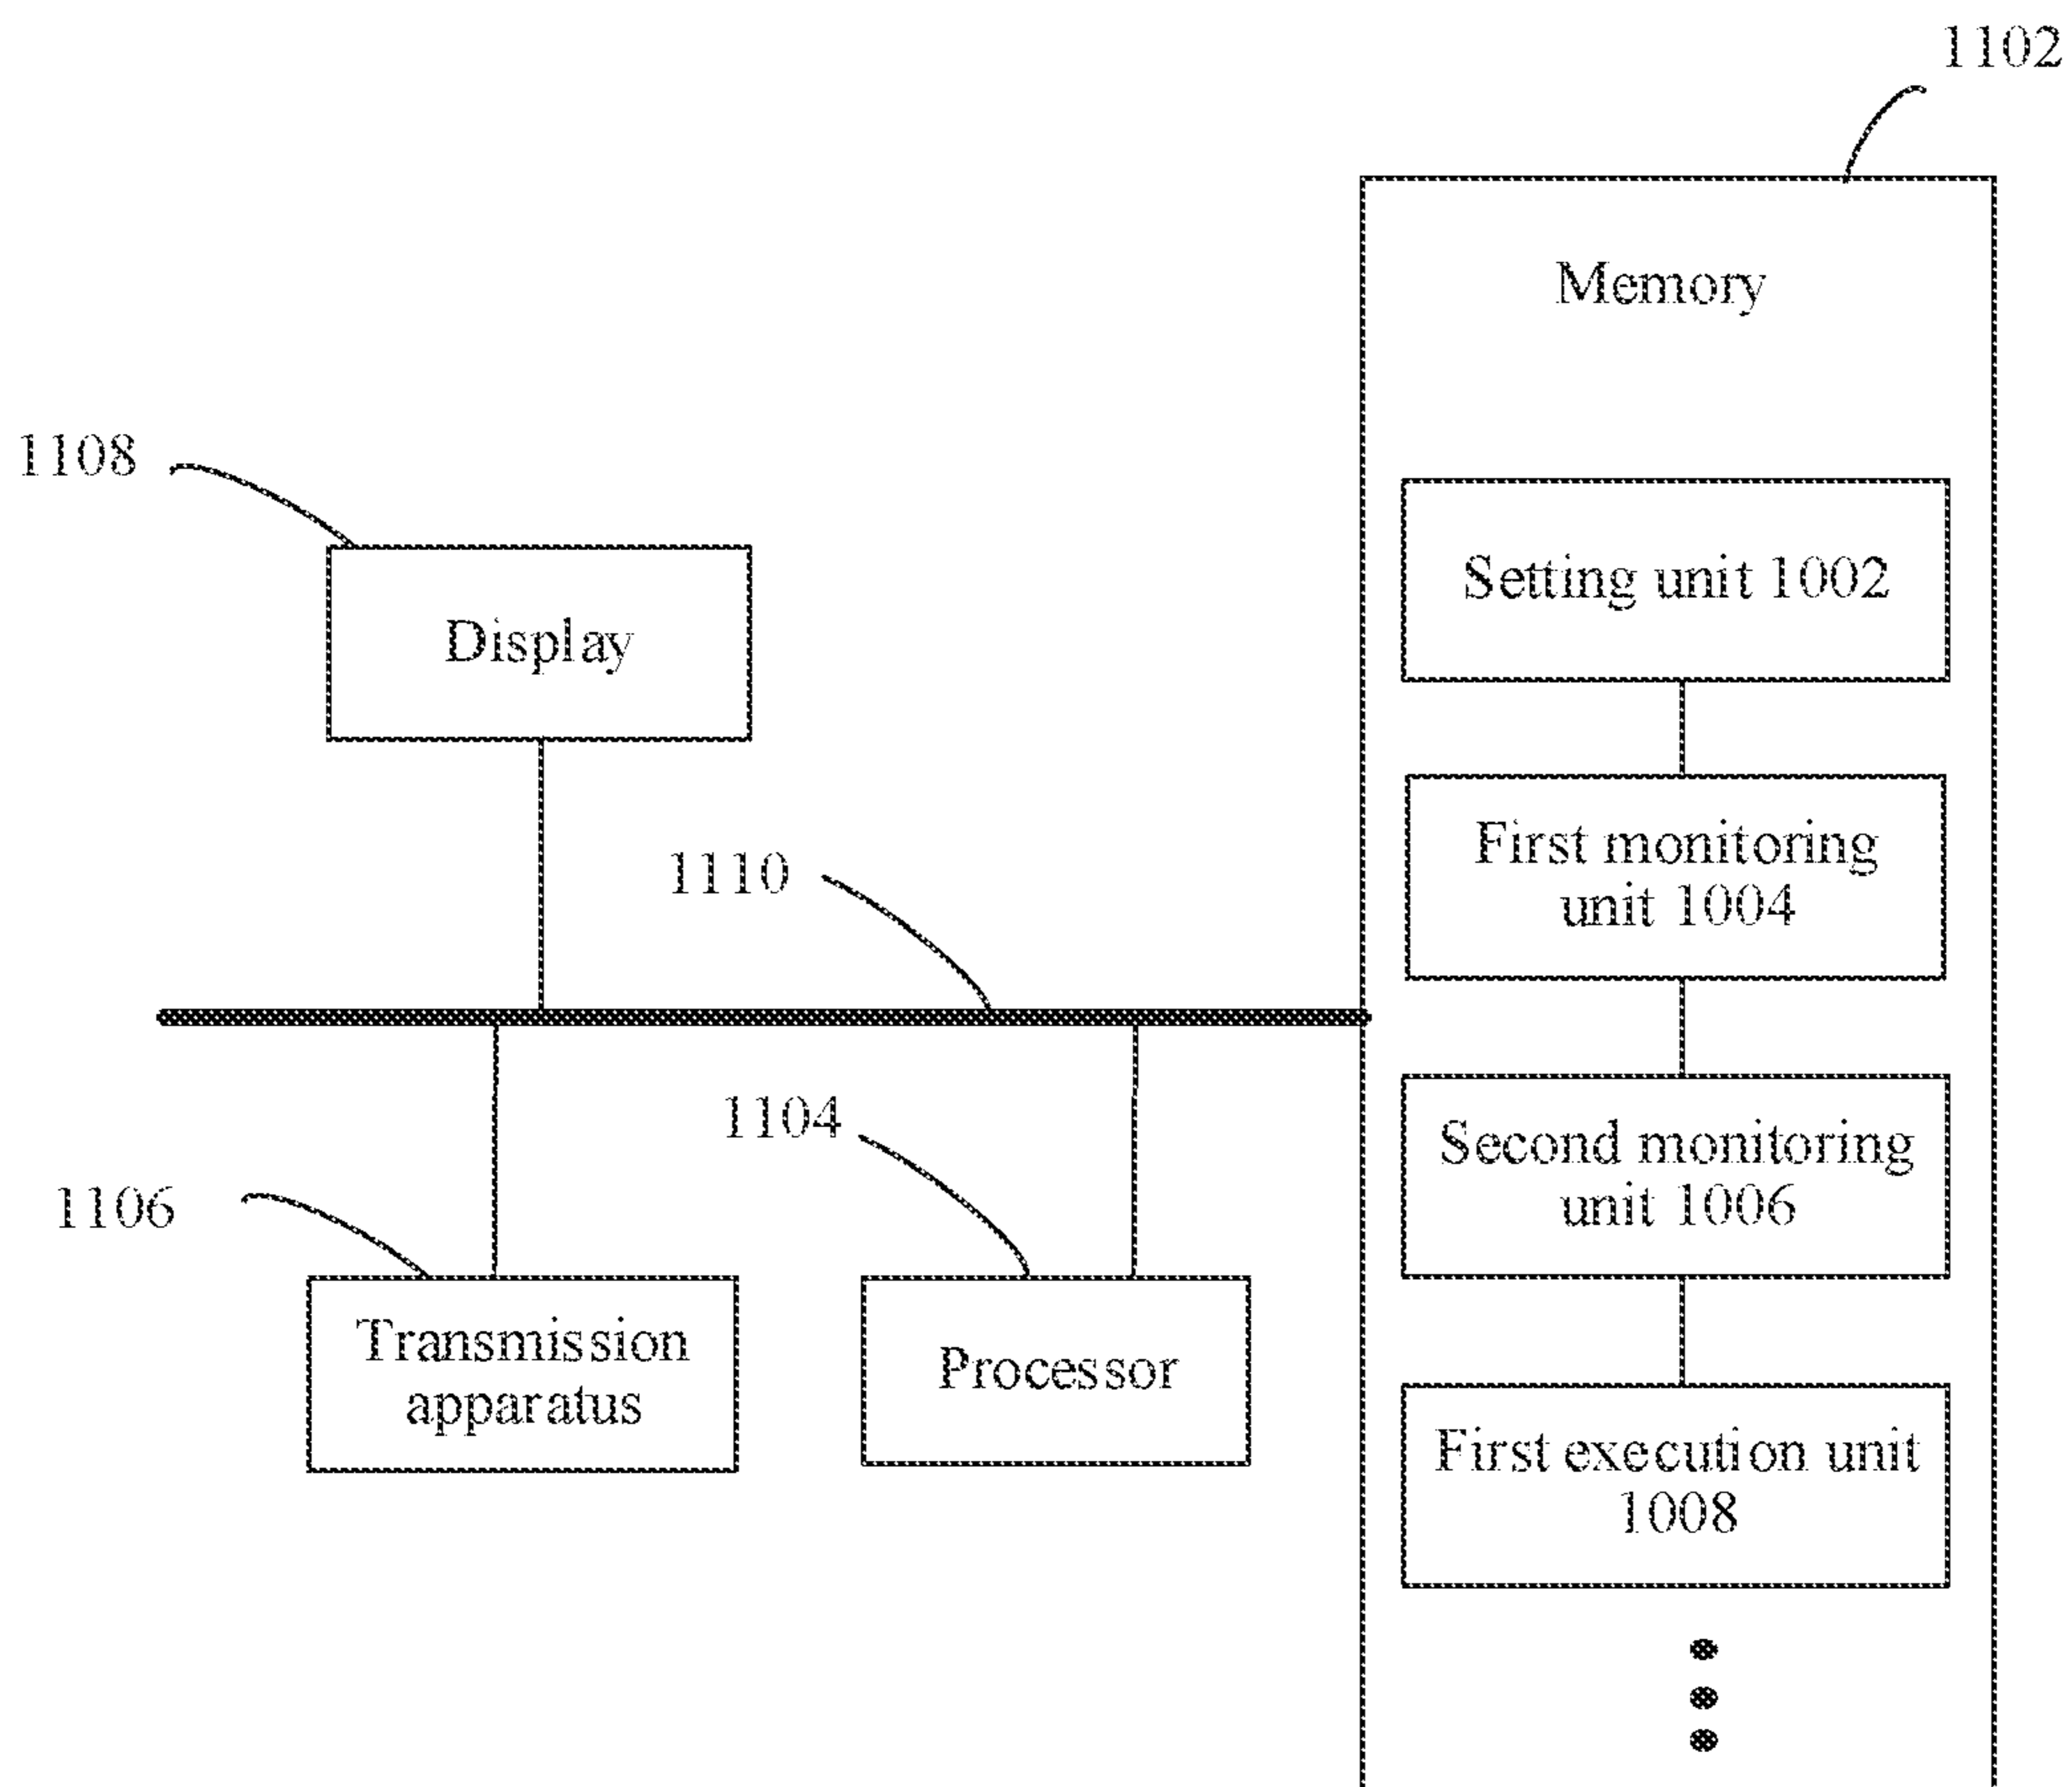 1102
Memory
1108
Setting unit 1002
Display
First monitoring
unit 1004
1110
1104
Second monitoring
unit 1006
1106
Transmission
apparatus
Processor
First execution unit
1008